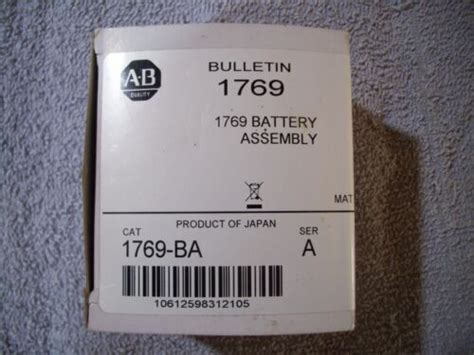 A-B
QUALITY
BULLETIN
1769
1769 BATTERY
ASSEMBLY
MAT
PRODUCT OF JAPAN
CAT
SER
1769-BA
A
10612598312105